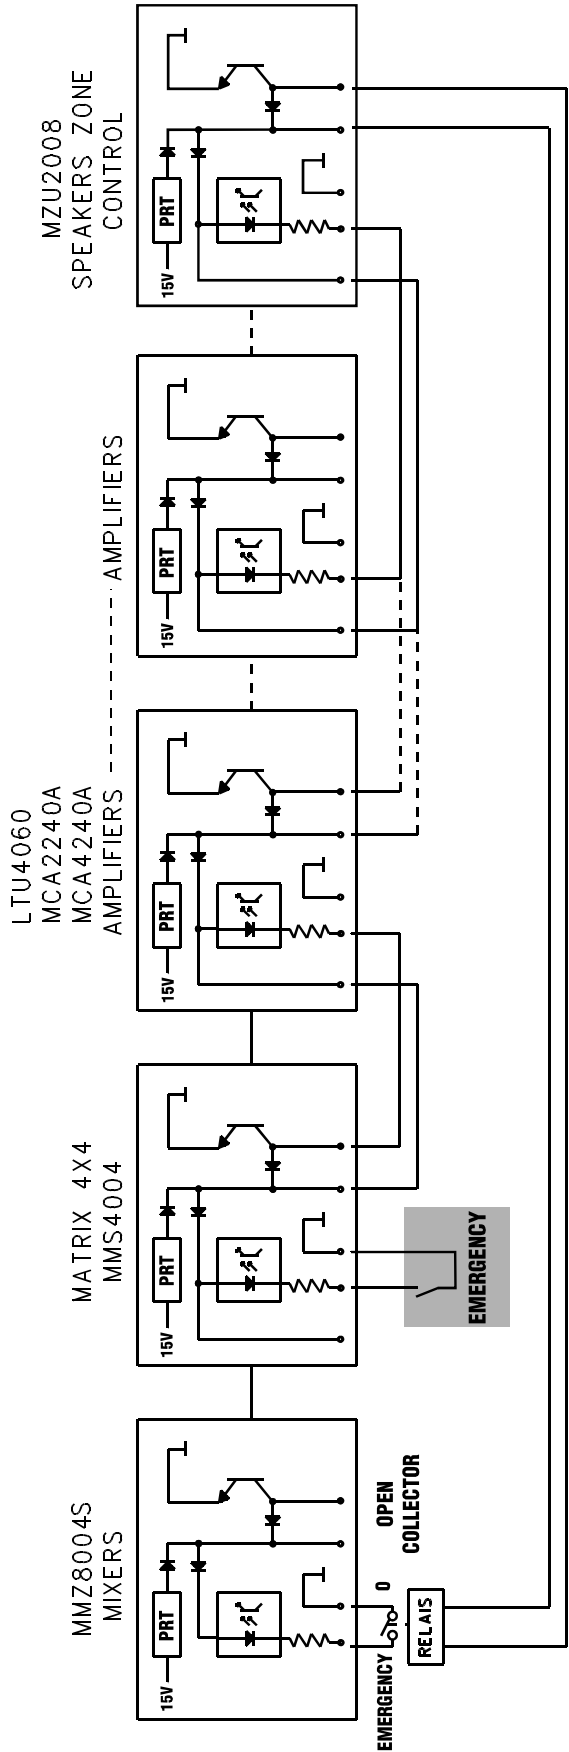 MMZ8004S
MIXERS
MATRIX 4X4
MMS4004
LTU4060
MCA2240A
MCA4240A
AMPLIFIERS
AMPLIFIERS
MZU2008
SPEAKERS ZONE
CONTROL
15V
PRT
15V
PRT
15V
PRT
15V
PRT
15V
PRT
EMERGENCY
O
OPEN
COLLECTOR
RELAIS
EMERGENCY